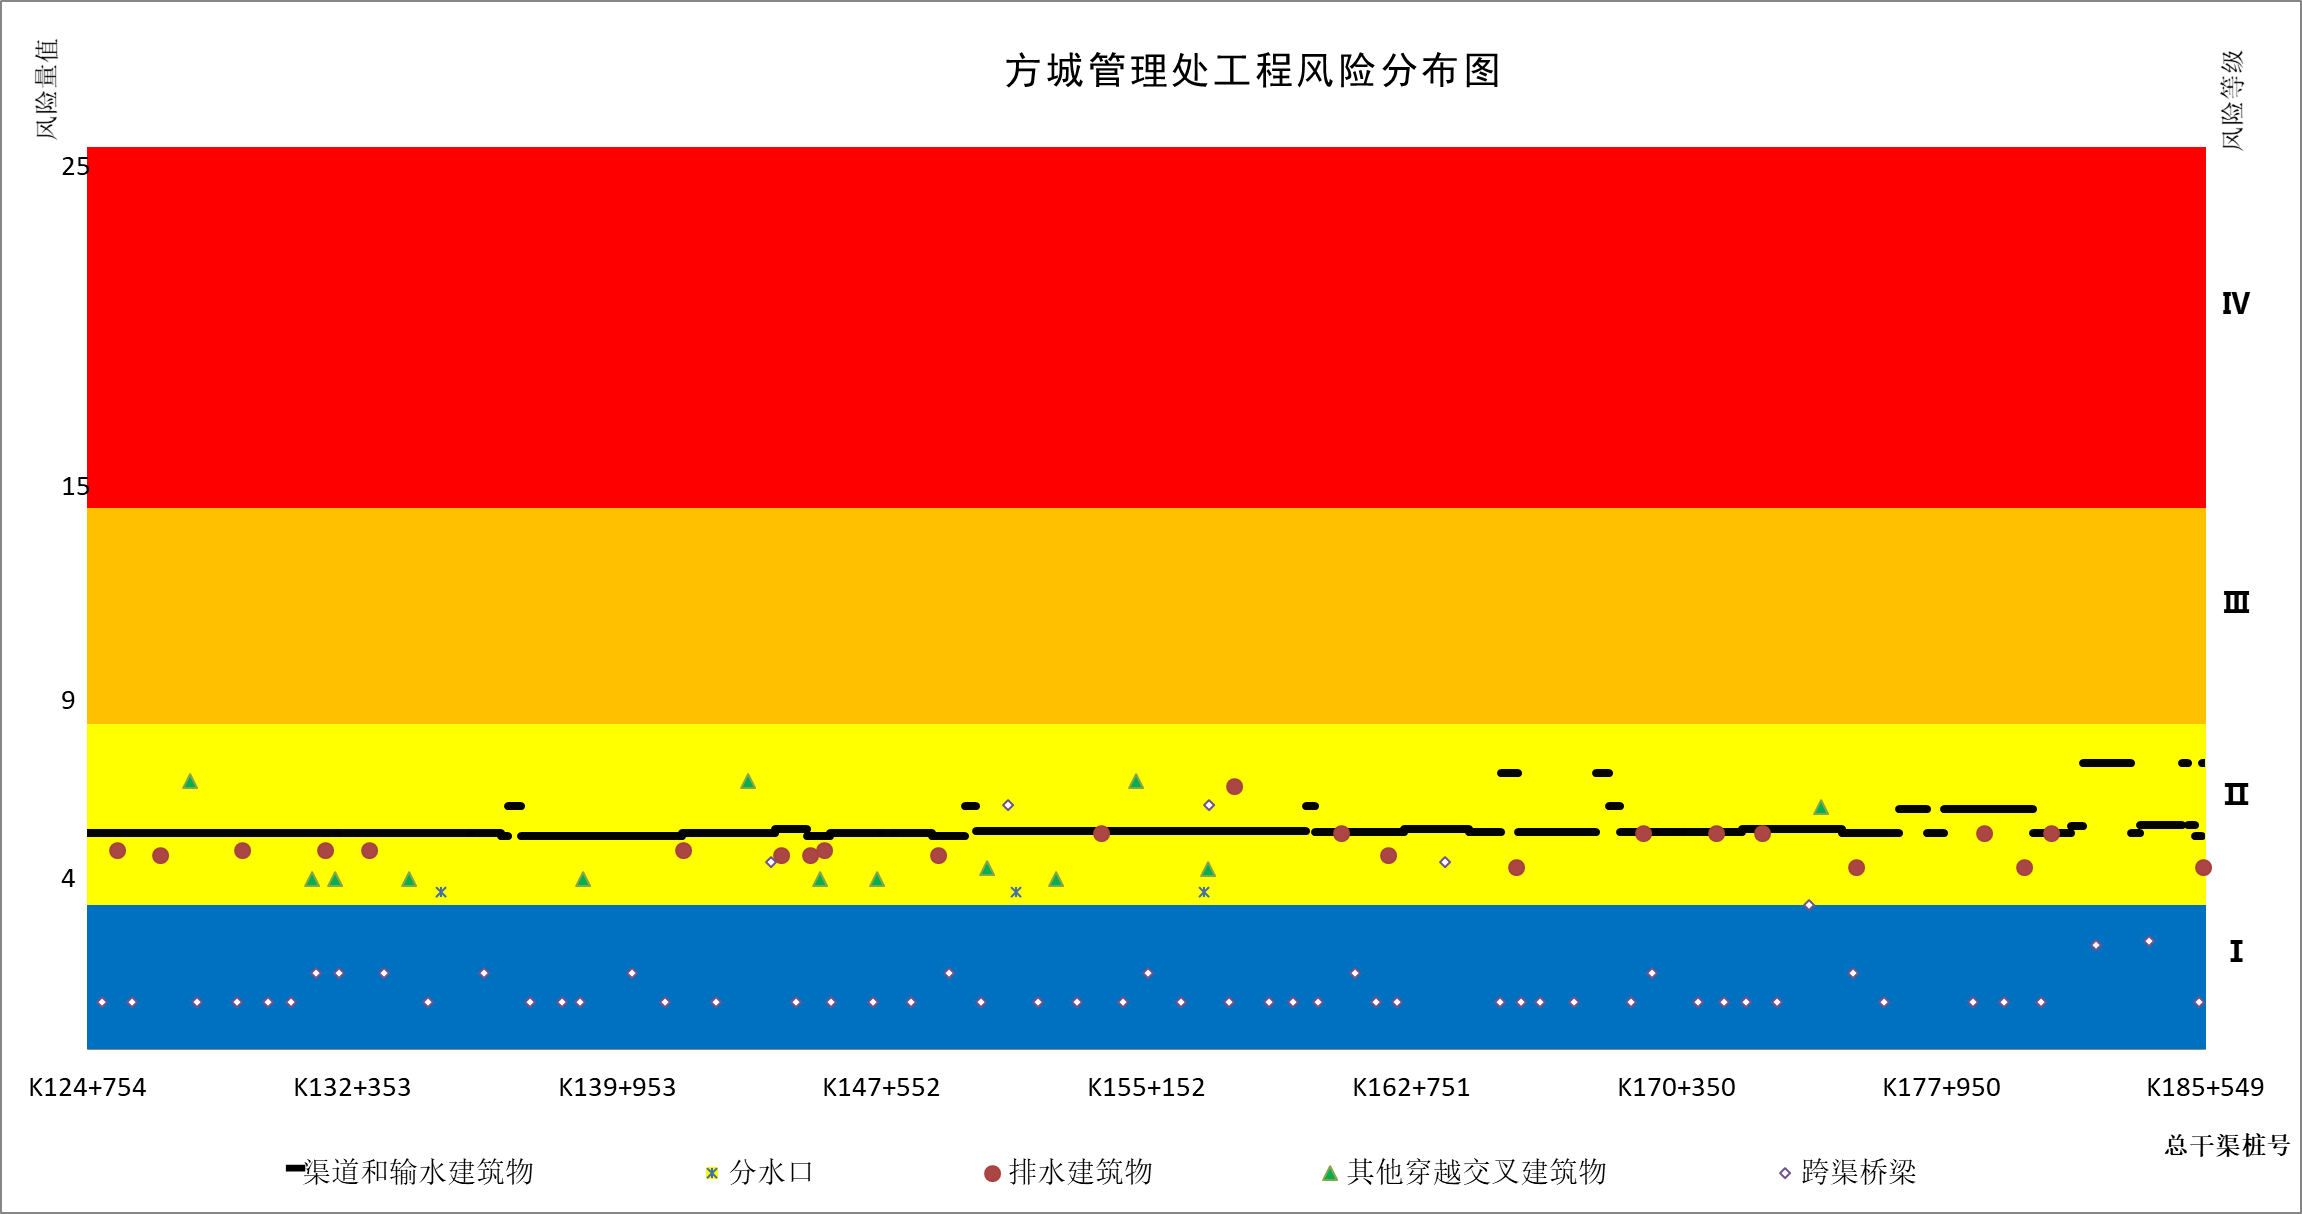 方城管理处工程风险分布图
风险量值
风险等级
25
15
9
4
IV
III
II
I
K124+754
K132+353
K139+953
K147+552
K155+152
K162+751
K170+350
K177+950
K185+549
总干渠桩号
渠道和输水建筑物
分水口
排水建筑物
其他穿越交叉建筑物
跨渠桥梁